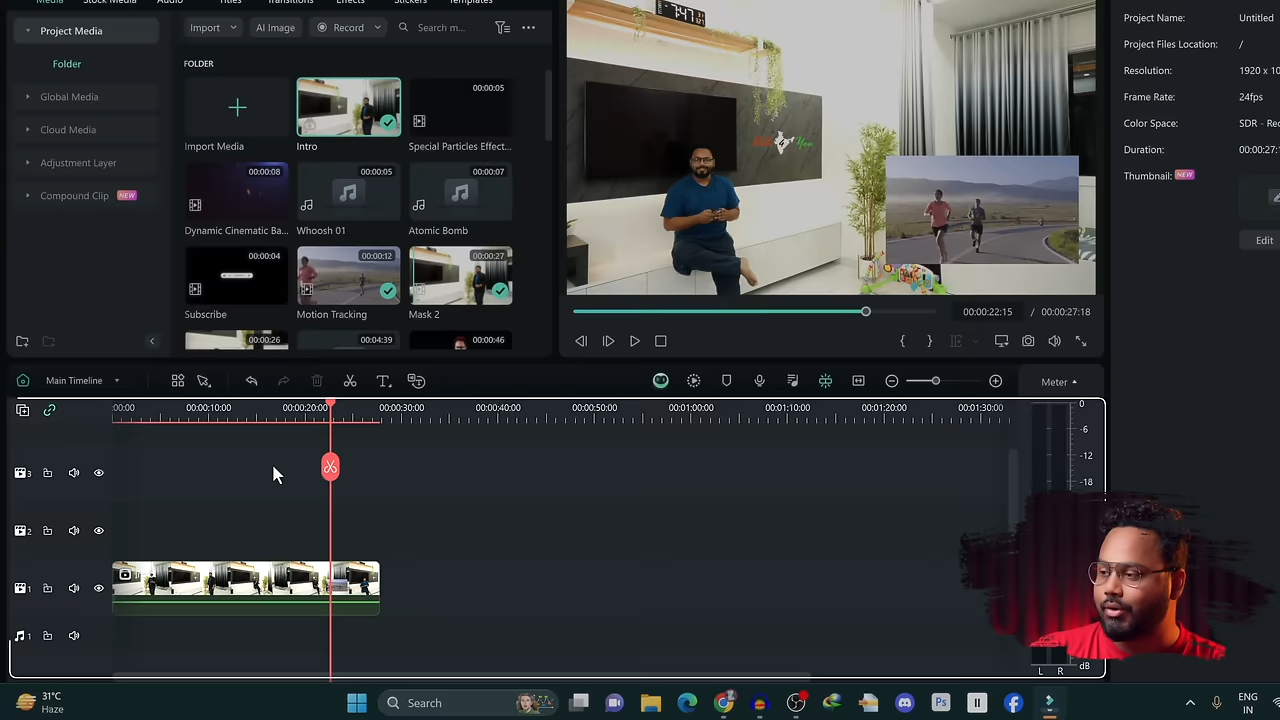 Media Stock Media Audio Titles Transitions Effects Stickers Templates
Project Media
Folder
Global Media
Cloud Media
Adjustment Layer
Compound Clip NEW
Import AI Image Record Search m...
FOLDER
00:00:05
Import Media Intro Special Particles Effect...
00:00:08 00:00:05 00:00:07
Dynamic Cinematic Ba... Whoosh 01 Atomic Bomb
00:00:04 00:00:12 00:00:27
Subscribe Motion Tracking Mask 2
00:00:26 00:04:39 00:00:46
7:47
4 You
00:00:22:15 / 00:00:27:18
Project Name: Untitled
Project Files Location: /
Resolution: 1920 x 10
Frame Rate: 24fps
Color Space: SDR - Rec
Duration: 00:00:27:1
Thumbnail: NEW
Edit
Main Timeline
Meter
:00:00 00:00:10:00 00:00:20:00 00:00:30:00 00:00:40:00 00:00:50:00 00:01:00:00 00:01:10:00 00:01:20:00 00:01:30:00
0
-6
-12
-18
3
2
1
1
dB
L R
31°C
Haze
Search
Ps
ENG
IN